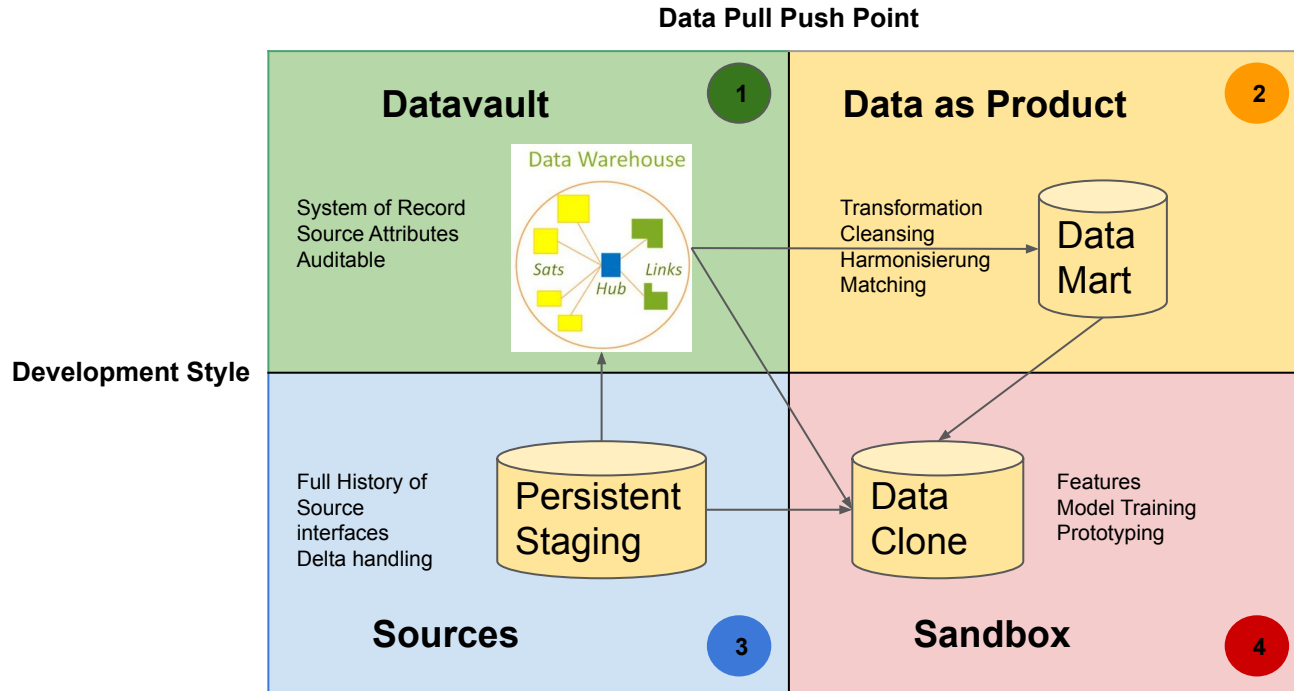 Data Pull Push Point
Datavault
1
Data Warehouse
Sats
Hub
Links
System of Record
Source Attributes
Auditable
Data as Product
2
Transformation
Cleansing
Harmonisierung
Matching
Data
Mart
Development Style
Full History of
Source
interfaces
Delta handling
Persistent
Staging
Sources
3
Data
Clone
Features
Model Training
Prototyping
Sandbox
4